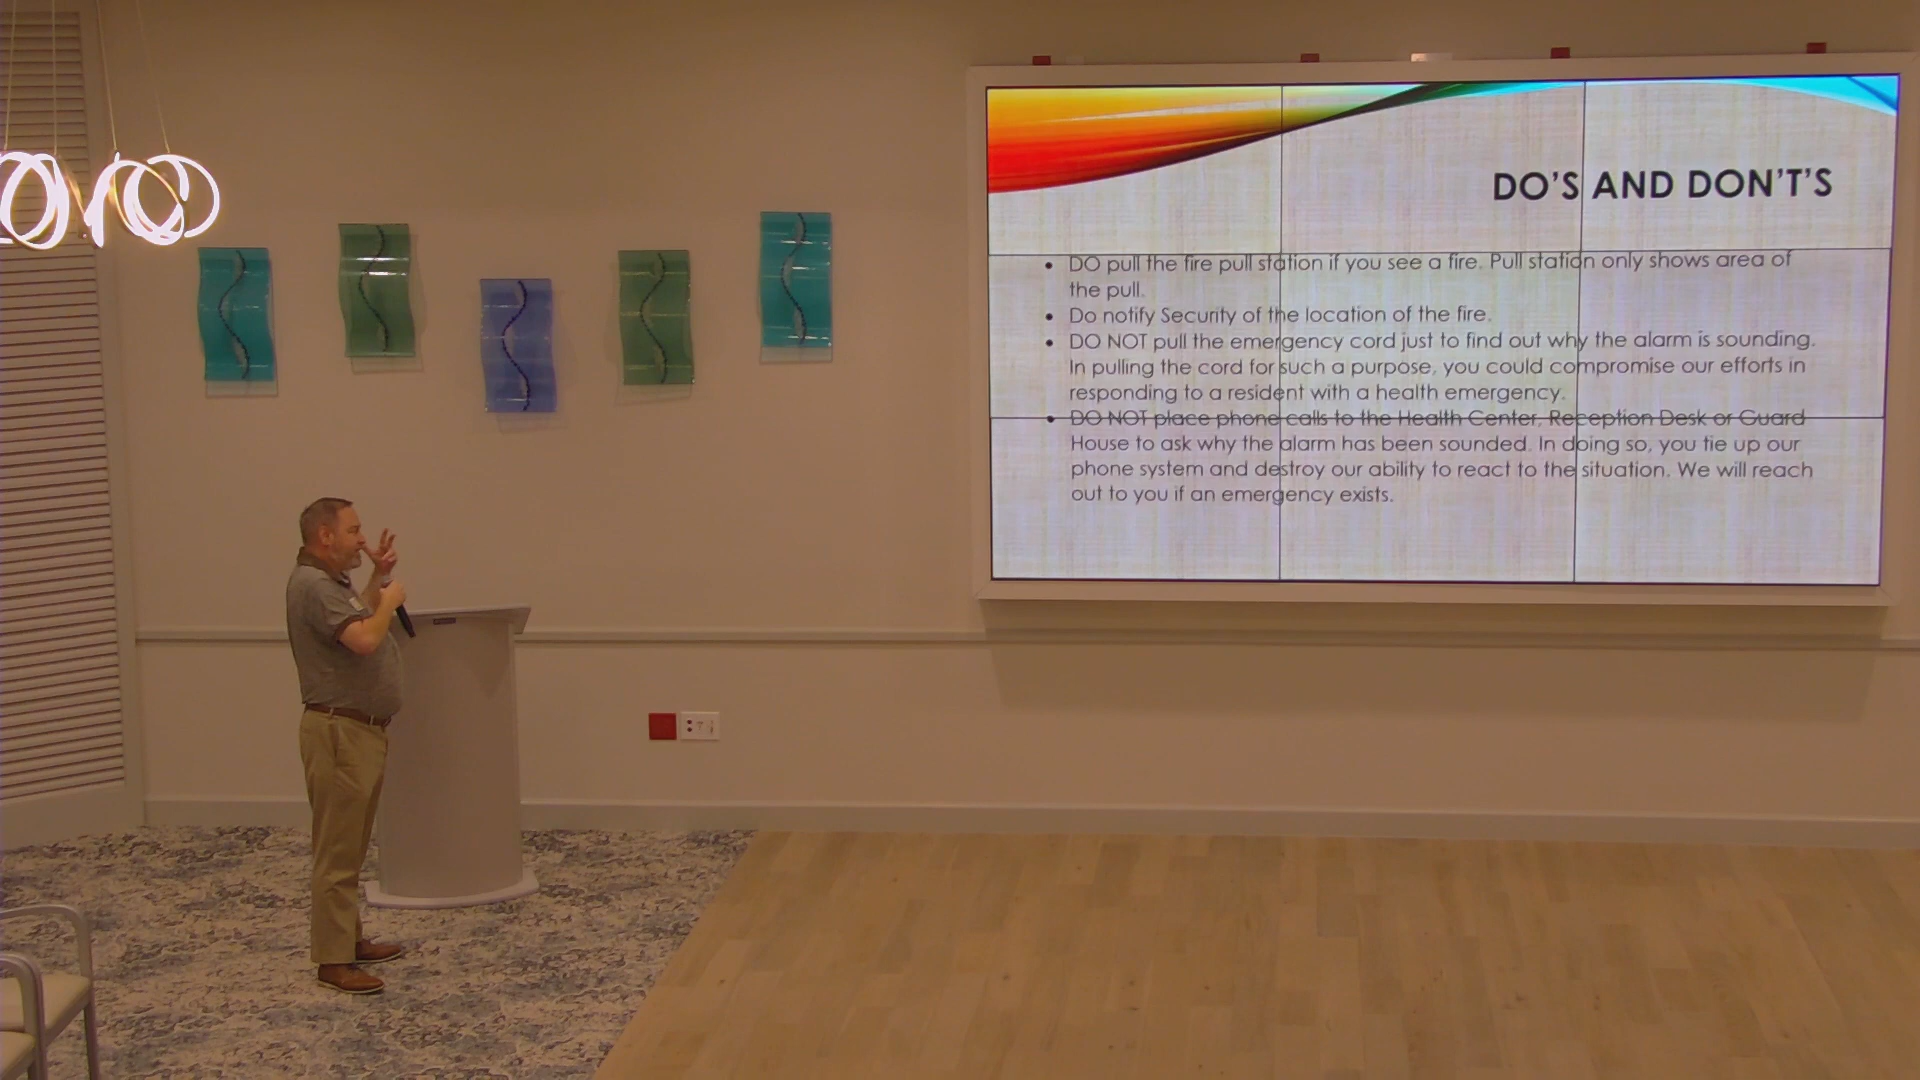 DO'S AND DON'T'S
• DO pull the fire pull station if you see a fire. Pull station only shows area of
the pull.
• Do notify Security of the location of the fire.
• DO NOT pull the emergency cord just to find out why the alarm is sounding.
In pulling the cord for such a purpose, you could compromise our efforts in
responding to a resident with a health emergency.
• DO NOT place phone calls to the Health Center, Reception Desk or Guard
House to ask why the alarm has been sounded. In doing so, you tie up our
phone system and destroy our ability to react to the situation. We will reach
out to you if an emergency exists.